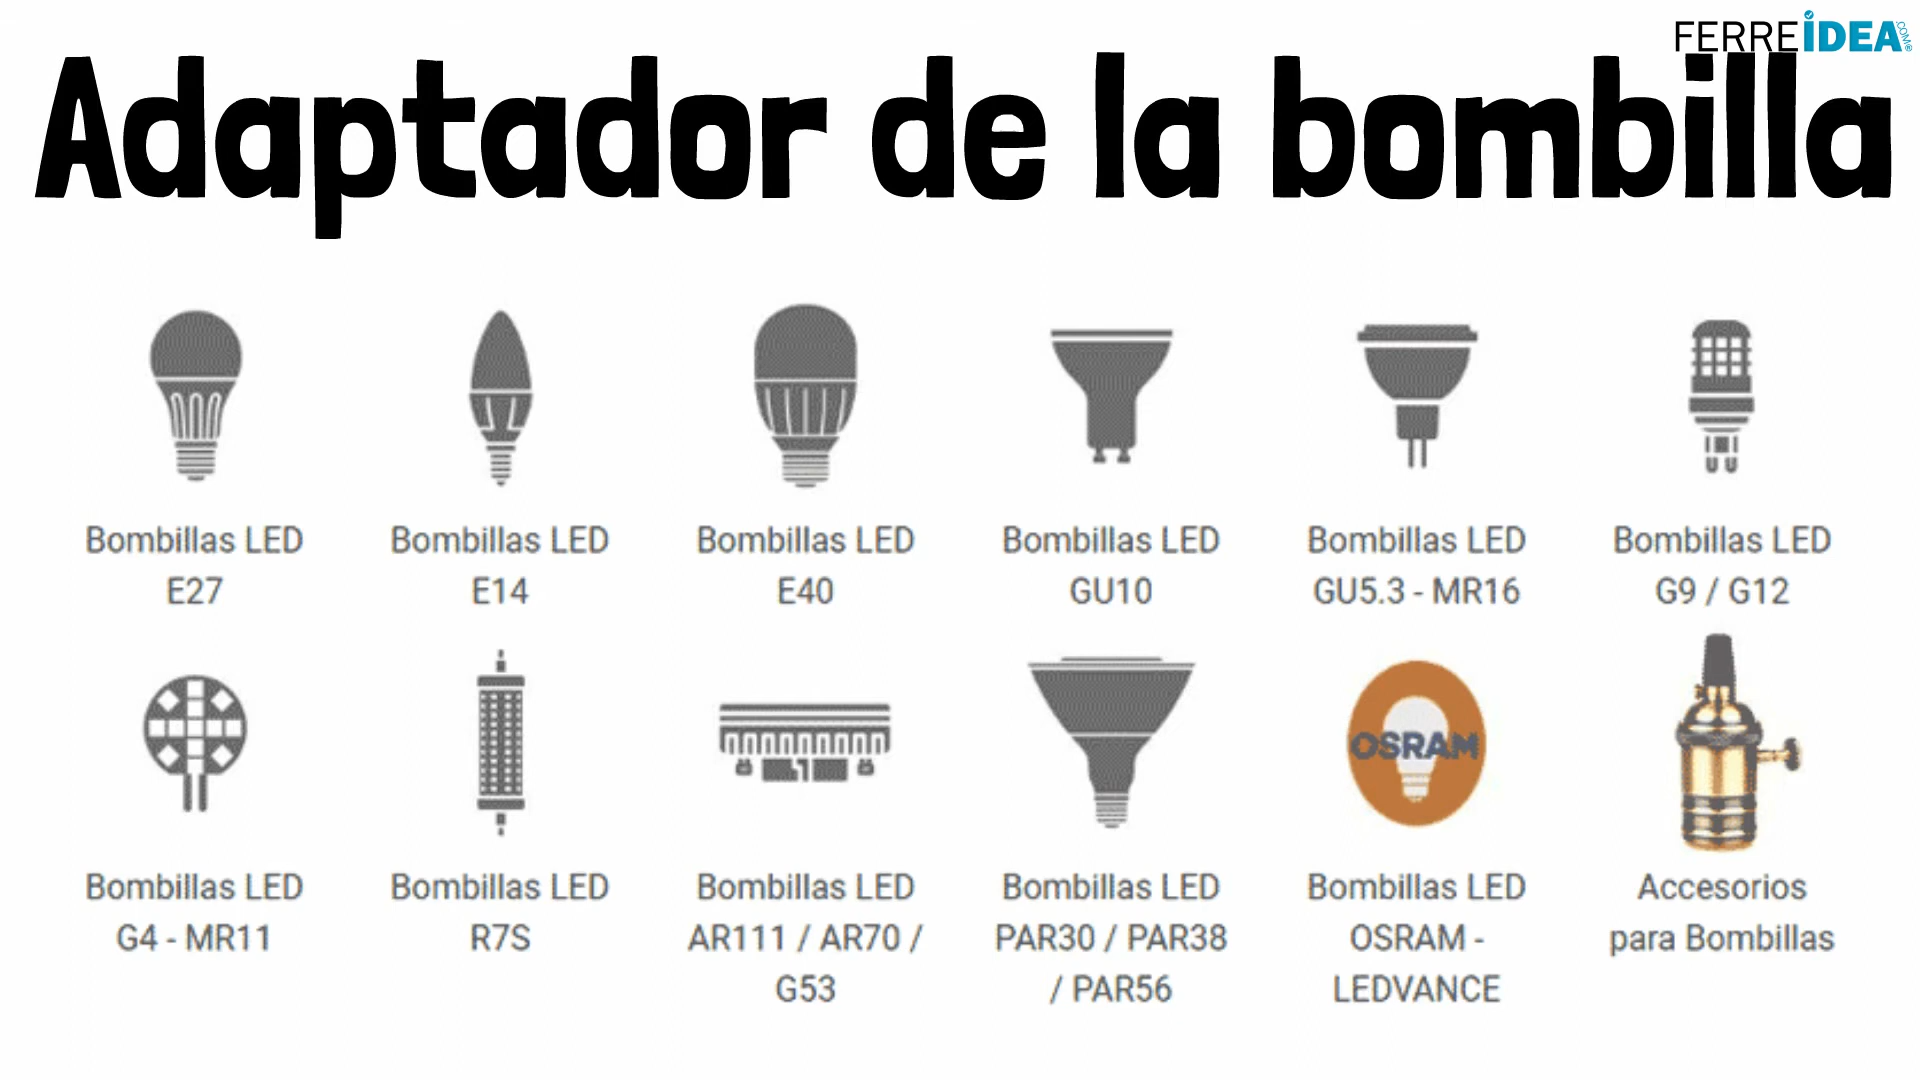 FERREiDEA.COM®
Adaptador de la bombilla
Bombillas LED
E27
Bombillas LED
E14
Bombillas LED
E40
Bombillas LED
GU10
Bombillas LED
GU5.3 - MR16
Bombillas LED
G9 / G12
OSRAM
Bombillas LED
G4 - MR11
Bombillas LED
R7S
Bombillas LED
AR111 / AR70 /
G53
Bombillas LED
PAR30 / PAR38
/ PAR56
Bombillas LED
OSRAM -
LEDVANCE
Accesorios
para Bombillas